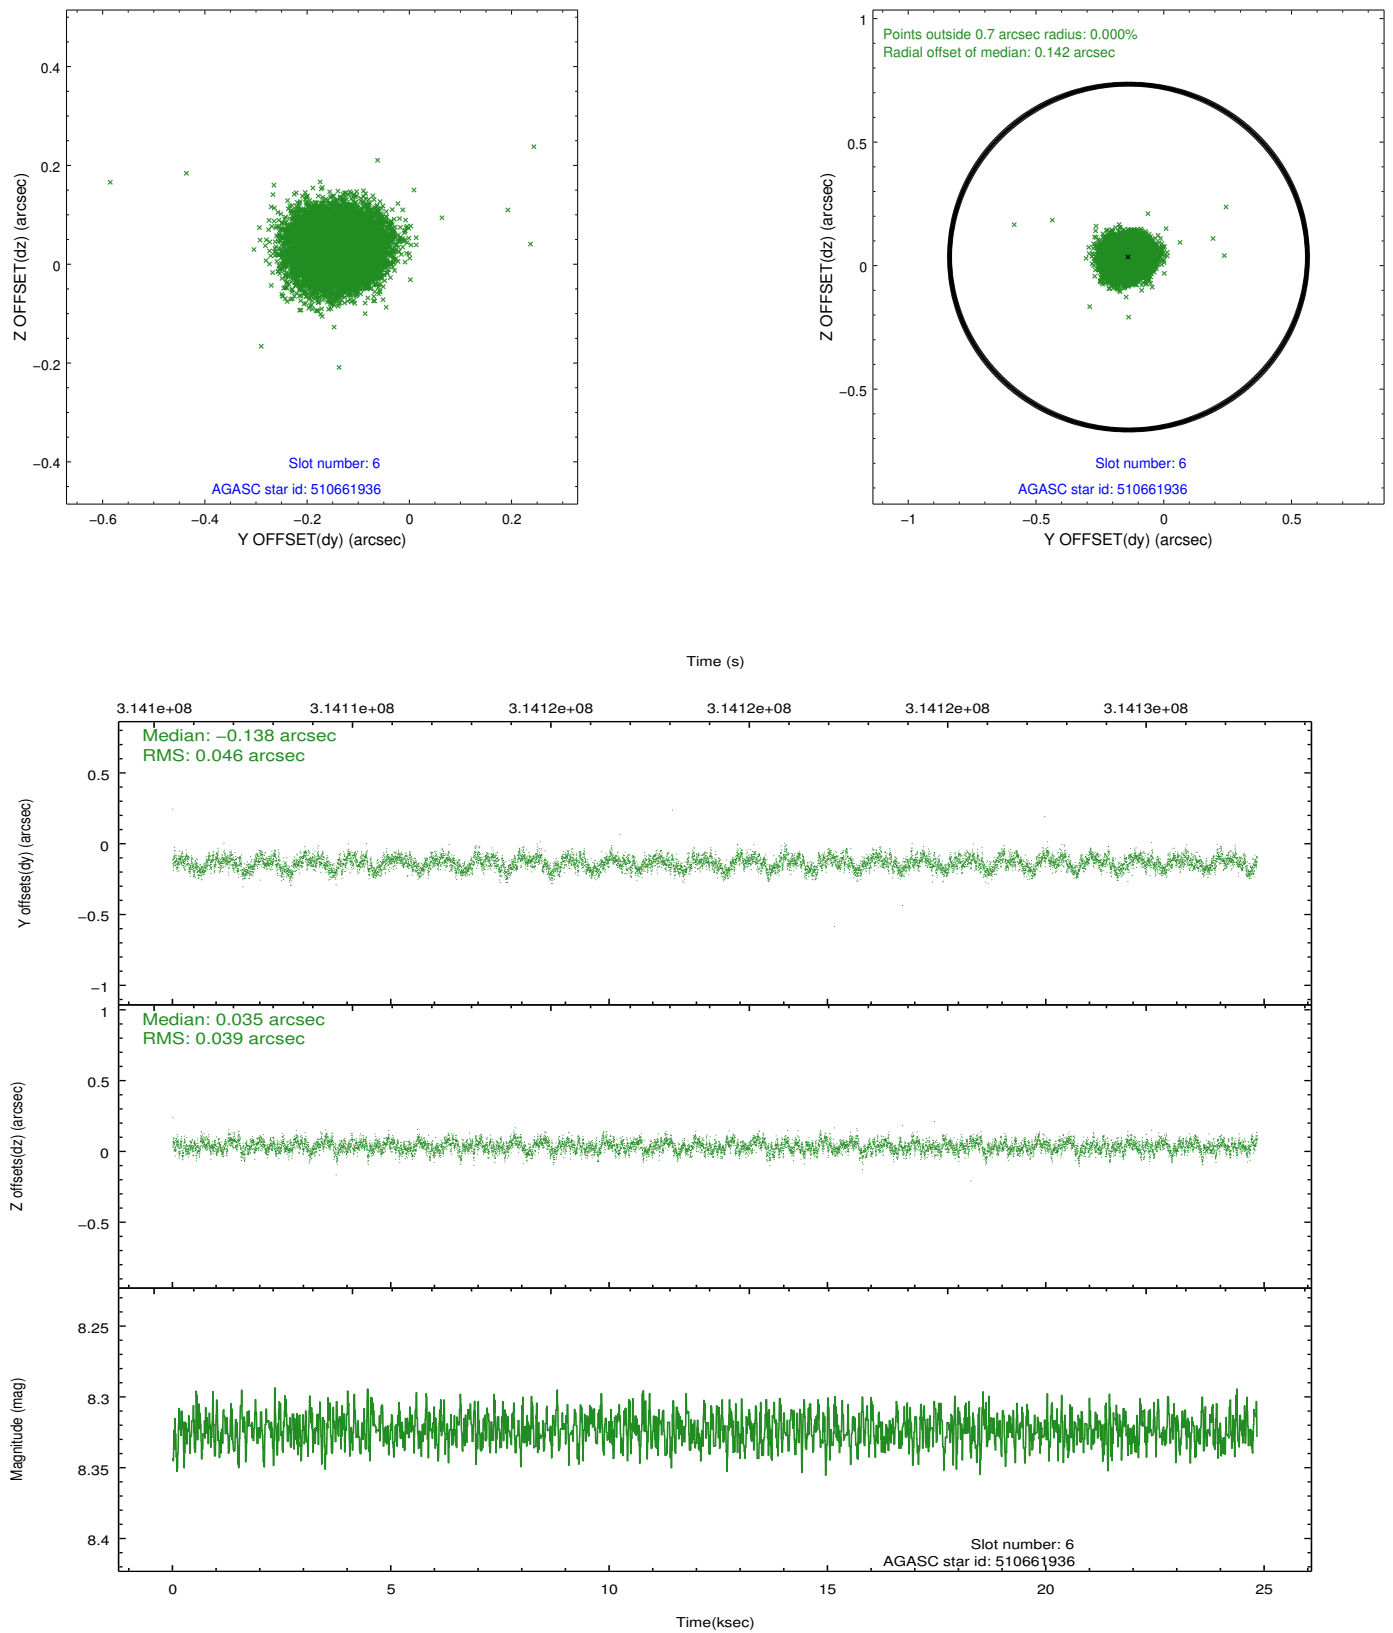 0.4
0.2
0
−0.2
−0.4
Z OFFSET(dz) (arcsec)
Slot number: 6
AGASC star id: 510661936
−0.6 −0.4 −0.2 0 0.2
Y OFFSET(dy) (arcsec)
Points outside 0.7 arcsec radius: 0.000%
Radial offset of median: 0.142 arcsec
1
0.5
0
−0.5
Z OFFSET(dz) (arcsec)
Slot number: 6
AGASC star id: 510661936
−1 −0.5 0 0.5
Y OFFSET(dy) (arcsec)
Time (s)
3.141e+08 3.1411e+08 3.1412e+08 3.1412e+08 3.1412e+08 3.1413e+08
Median: −0.138 arcsec
RMS: 0.046 arcsec
0.5
0
−0.5
−1
Y offsets(dy) (arcsec)
Median: 0.035 arcsec
RMS: 0.039 arcsec
1
0.5
0
−0.5
Z offsets(dz) (arcsec)
8.25
8.3
8.35
8.4
Magnitude (mag)
Slot number: 6
AGASC star id: 510661936
0 5 10 15 20 25
Time(ksec)